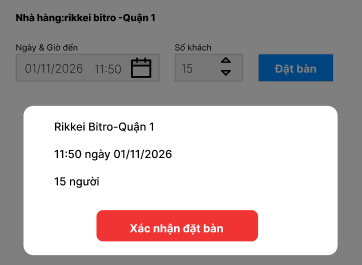 Nhà hàng:rikkei bitro -Quận 1
Ngày & Giờ đến
Số khách
01/11/2026 11:50
15
Đặt bàn
Rikkei Bitro-Quận 1
11:50 ngày 01/11/2026
15 người
Xác nhận đặt bàn